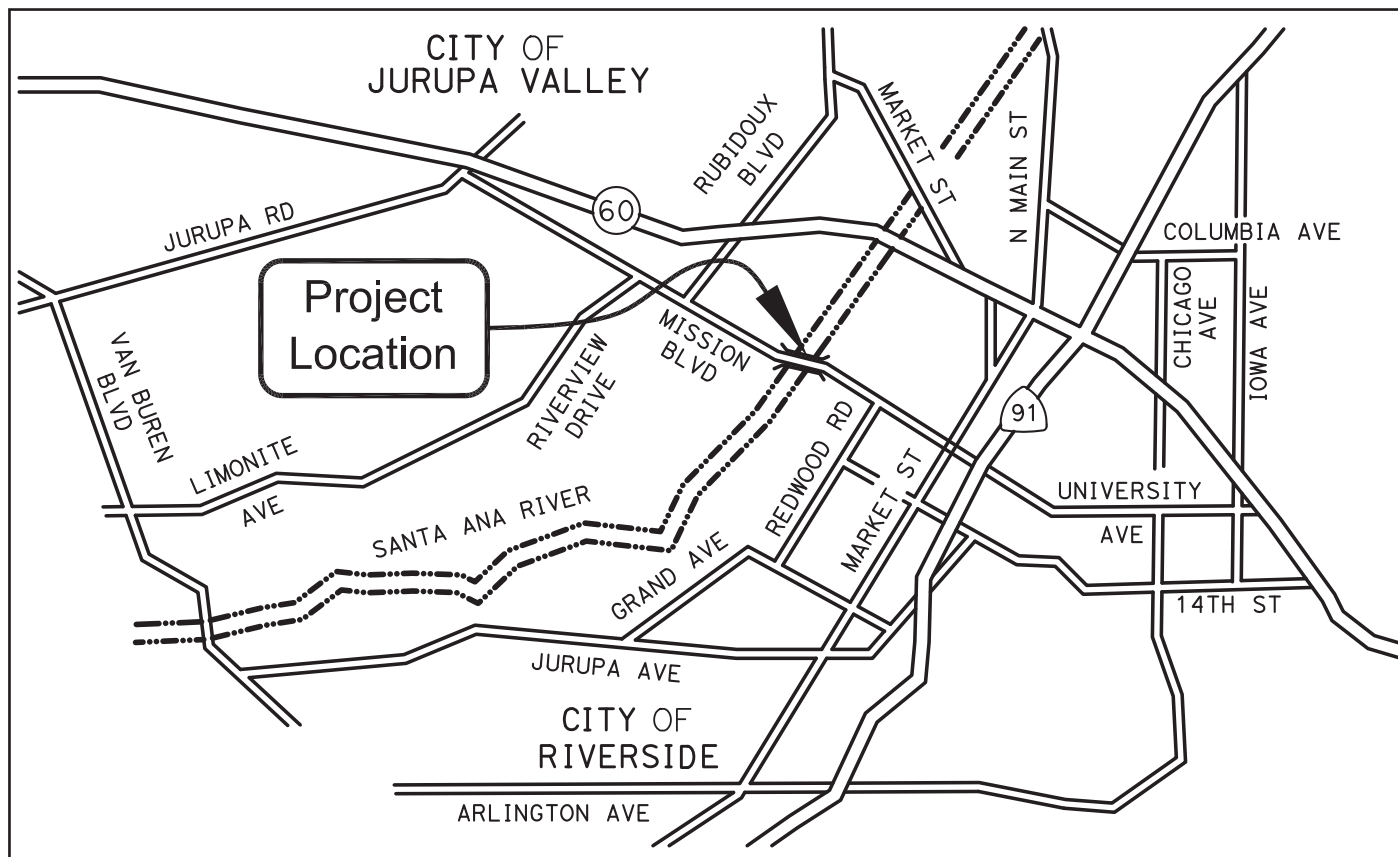 CITY OF
JURUPA VALLEY
RUBIDOUX
BLVD
MARKET ST
N MAIN ST
60
JURUPA RD
COLUMBIA AVE
Project
Location
CHICAGO
AVE
IOWA AVE
MISSION
BLVD
VAN BUREN
BLVD
RIVERVIEW
DRIVE
91
REDWOOD RD
LIMONITE
AVE
MARKET ST
UNIVERSITY
AVE
SANTA ANA RIVER
GRAND AVE
14TH ST
JURUPA AVE
CITY OF
RIVERSIDE
ARLINGTON AVE